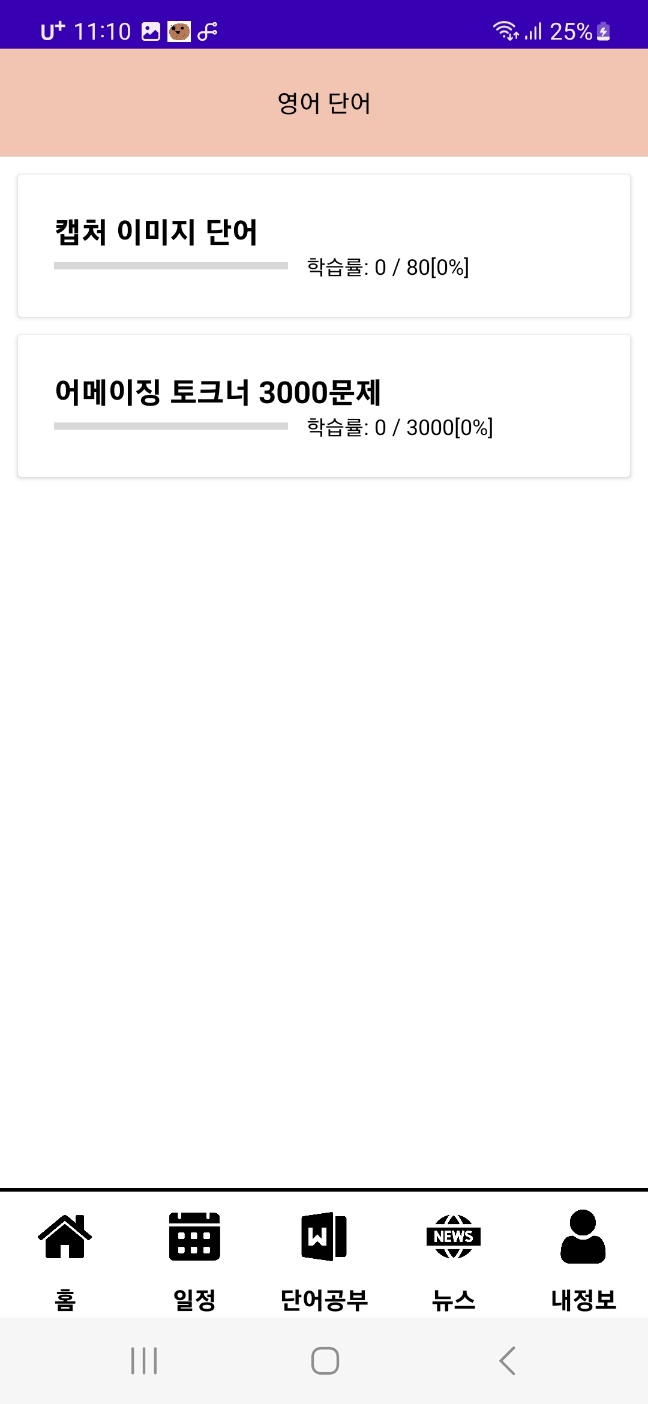 U+ 11:10 25%
영어 단어
캡처 이미지 단어
학습률: 0 / 80[0%]
어메이징 토크너 3000문제
학습률: 0 / 3000[0%]
W NEWS
홈 일정 단어공부 뉴스 내정보